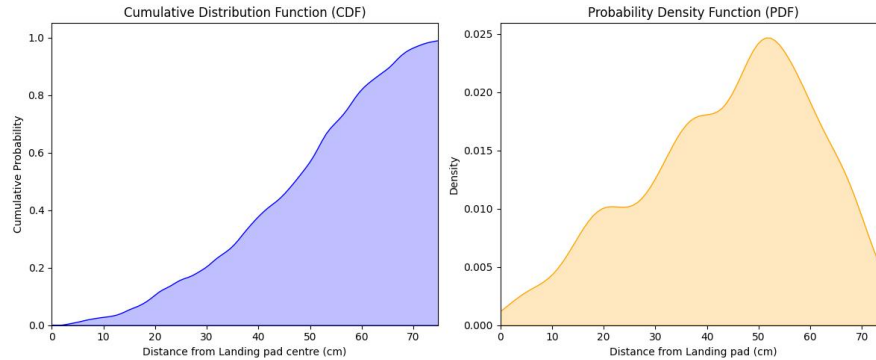 Cumulative Distribution Function (CDF)
1.0
0.8
0.6
0.4
0.2
0.0
Cumulative Probability
0 10 20 30 40 50 60 70
Distance from Landing pad centre (cm)
Probability Density Function (PDF)
0.025
0.020
0.015
0.010
0.005
0.000
Density
0 10 20 30 40 50 60 70
Distance from Landing pad (cm)